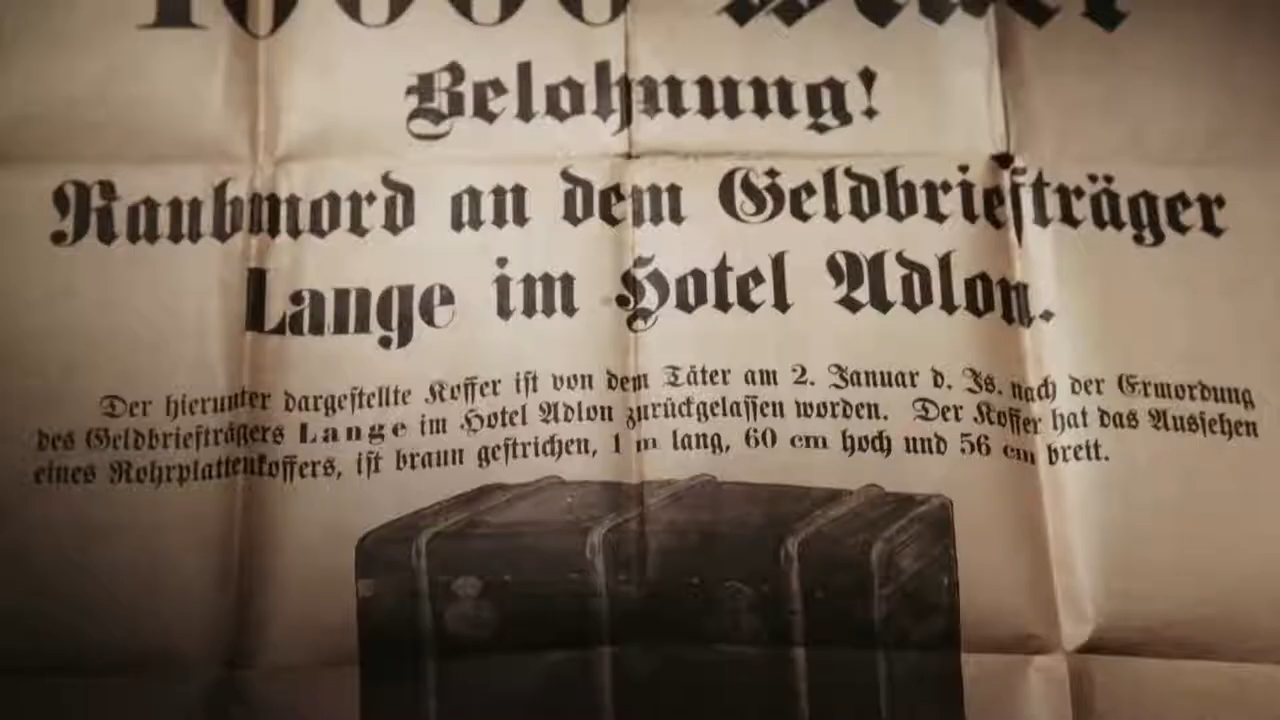 10000 Mark
Belohnung!
Raubmord an dem Geldbriefträger
Lange im Hotel Adlon.
Der hierunter dargestellte Koffer ist von dem Täter am 2. Januar d. Js. nach der Ermordung
des Geldbriefträgers Lange im Hotel Adlon zurückgelassen worden. Der Koffer hat das Aussehen
eines Rohrplattenkoffers, ist braun gestrichen, 1 m lang, 60 cm hoch und 56 cm breit.